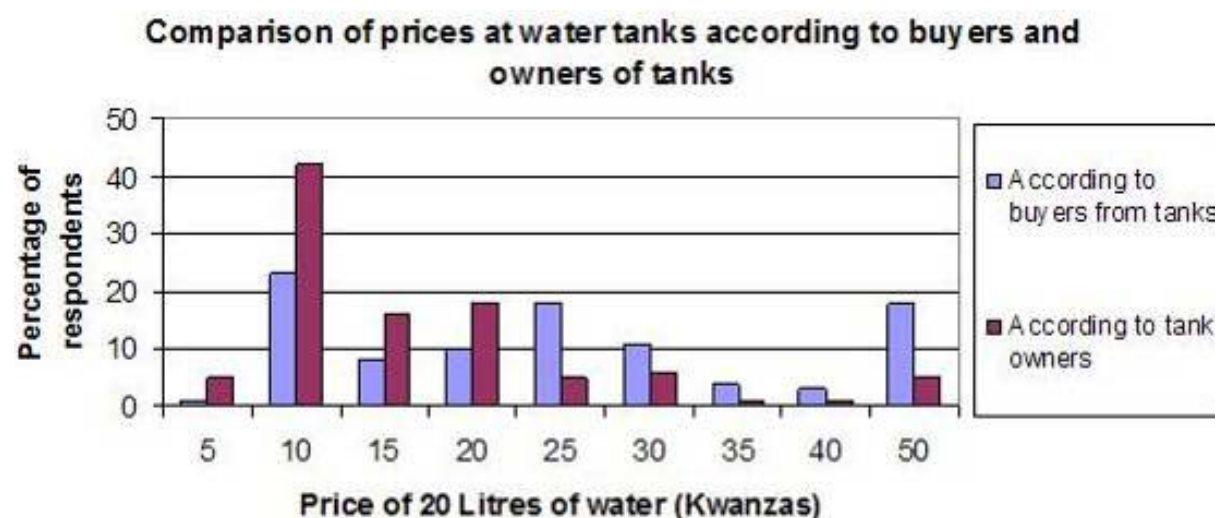 Comparison of prices at water tanks according to buyers and
owners of tanks
Percentage of
respondents
50
40
30
20
10
0
5 10 15 20 25 30 35 40 50
Price of 20 Litres of water (Kwanzas)
According to
buyers from tanks
According to tank
owners